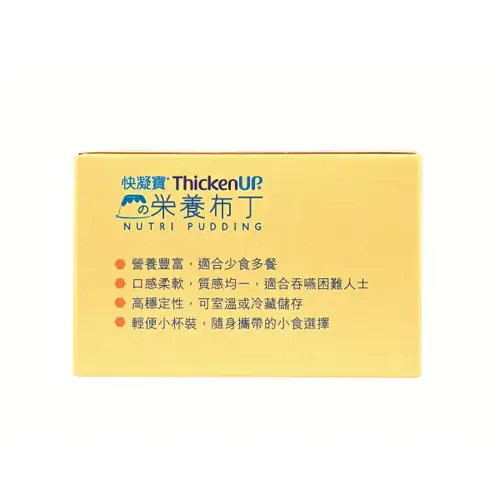 快凝寶® ThickenUP®
の栄養布丁
NUTRI PUDDING
營養豐富，適合少食多餐
口感柔軟，質感均一，適合吞嚥困難人士
高穩定性，可室溫或冷藏儲存
輕便小杯裝，隨身攜帶的小食選擇